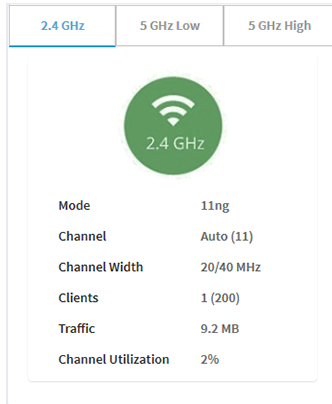 2.4 GHz 5 GHz Low 5 GHz High
2.4 GHz
Mode 11ng
Channel Auto (11)
Channel Width 20/40 MHz
Clients 1 (200)
Traffic 9.2 MB
Channel Utilization 2%